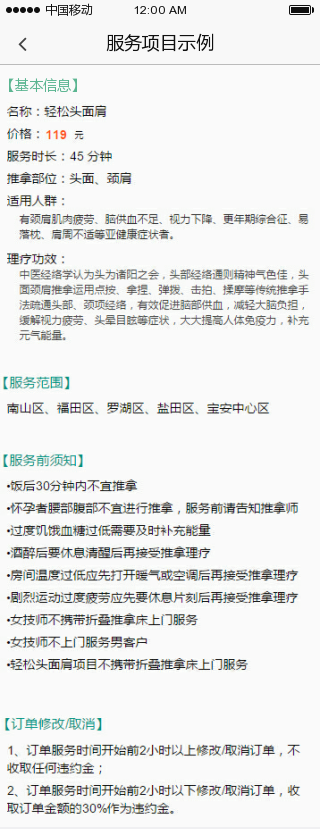 中国移动 12:00 AM
服务项目示例
【基本信息】
名称：轻松头面肩
价格：119 元
服务时长：45 分钟
推拿部位：头面、颈肩
适用人群：
有颈肩肌肉疲劳、脑供血不足、视力下降、更年期综合征、易
落枕、肩周不适等亚健康症状者。
理疗功效：
中医经络学认为头为诸阳之会，头部经络通则精神气色佳，头
面颈肩推拿运用点按、拿捏、弹拨、击拍、揉摩等传统推拿手
法疏通头部、颈项经络，有效促进脑部供血，减轻大脑负担，
缓解视力疲劳、头晕目眩等症状，大大提高人体免疫力，补充
元气能量。
【服务范围】
南山区、福田区、罗湖区、盐田区、宝安中心区
【服务前须知】
•饭后30分钟内不宜推拿
•怀孕者腰部腹部不宜进行推拿，服务前请告知推拿师
•过度饥饿血糖过低需要及时补充能量
•酒醉后要休息清醒后再接受推拿理疗
•房间温度过低应先打开暖气或空调后再接受推拿理疗
•剧烈运动过度疲劳应先要休息片刻后再接受推拿理疗
•女技师不携带折叠推拿床上门服务
•女技师不上门服务男客户
•轻松头面肩项目不携带折叠推拿床上门服务
【订单修改/取消】
1、订单服务时间开始前2小时以上修改/取消订单，不
收取任何违约金；
2、订单服务时间开始前2小时以下修改/取消订单，收
取订单金额的30%作为违约金。